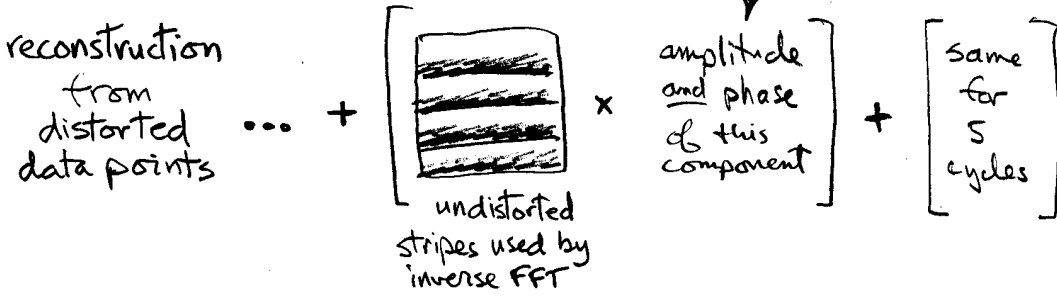 reconstruction
from
distorted
data points
... + [
undistorted
stripes used by
inverse FFT
×
amplitude
and phase
of this
component
] + [
same
for
5
cycles
]